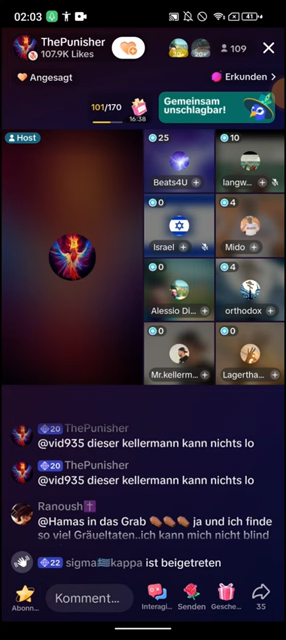 02:03
41
ThePunisher
107.9K Likes
30+
20+
109
Angesagt
Erkunden
101/170
16:38
Gemeinsam
unschlagbar!
Host
25
10
Beats4U
langw...
0
4
Israel
Mido
0
4
Alessio Di...
orthodox
0
0
Mr.kellerm...
Lagertha...
20 ThePunisher
@vid935 dieser kellermann kann nichts lo
20 ThePunisher
@vid935 dieser kellermann kann nichts lo
Ranoush✝️
@Hamas in das Grab ⚰️⚰️⚰️ ja und ich finde
so viel Gräueltaten..ich kann mich nicht blind
22 sigma🇬🇷kappa ist beigetreten
Komment...
Abonn...
Interagi...
Senden
Gesche...
35